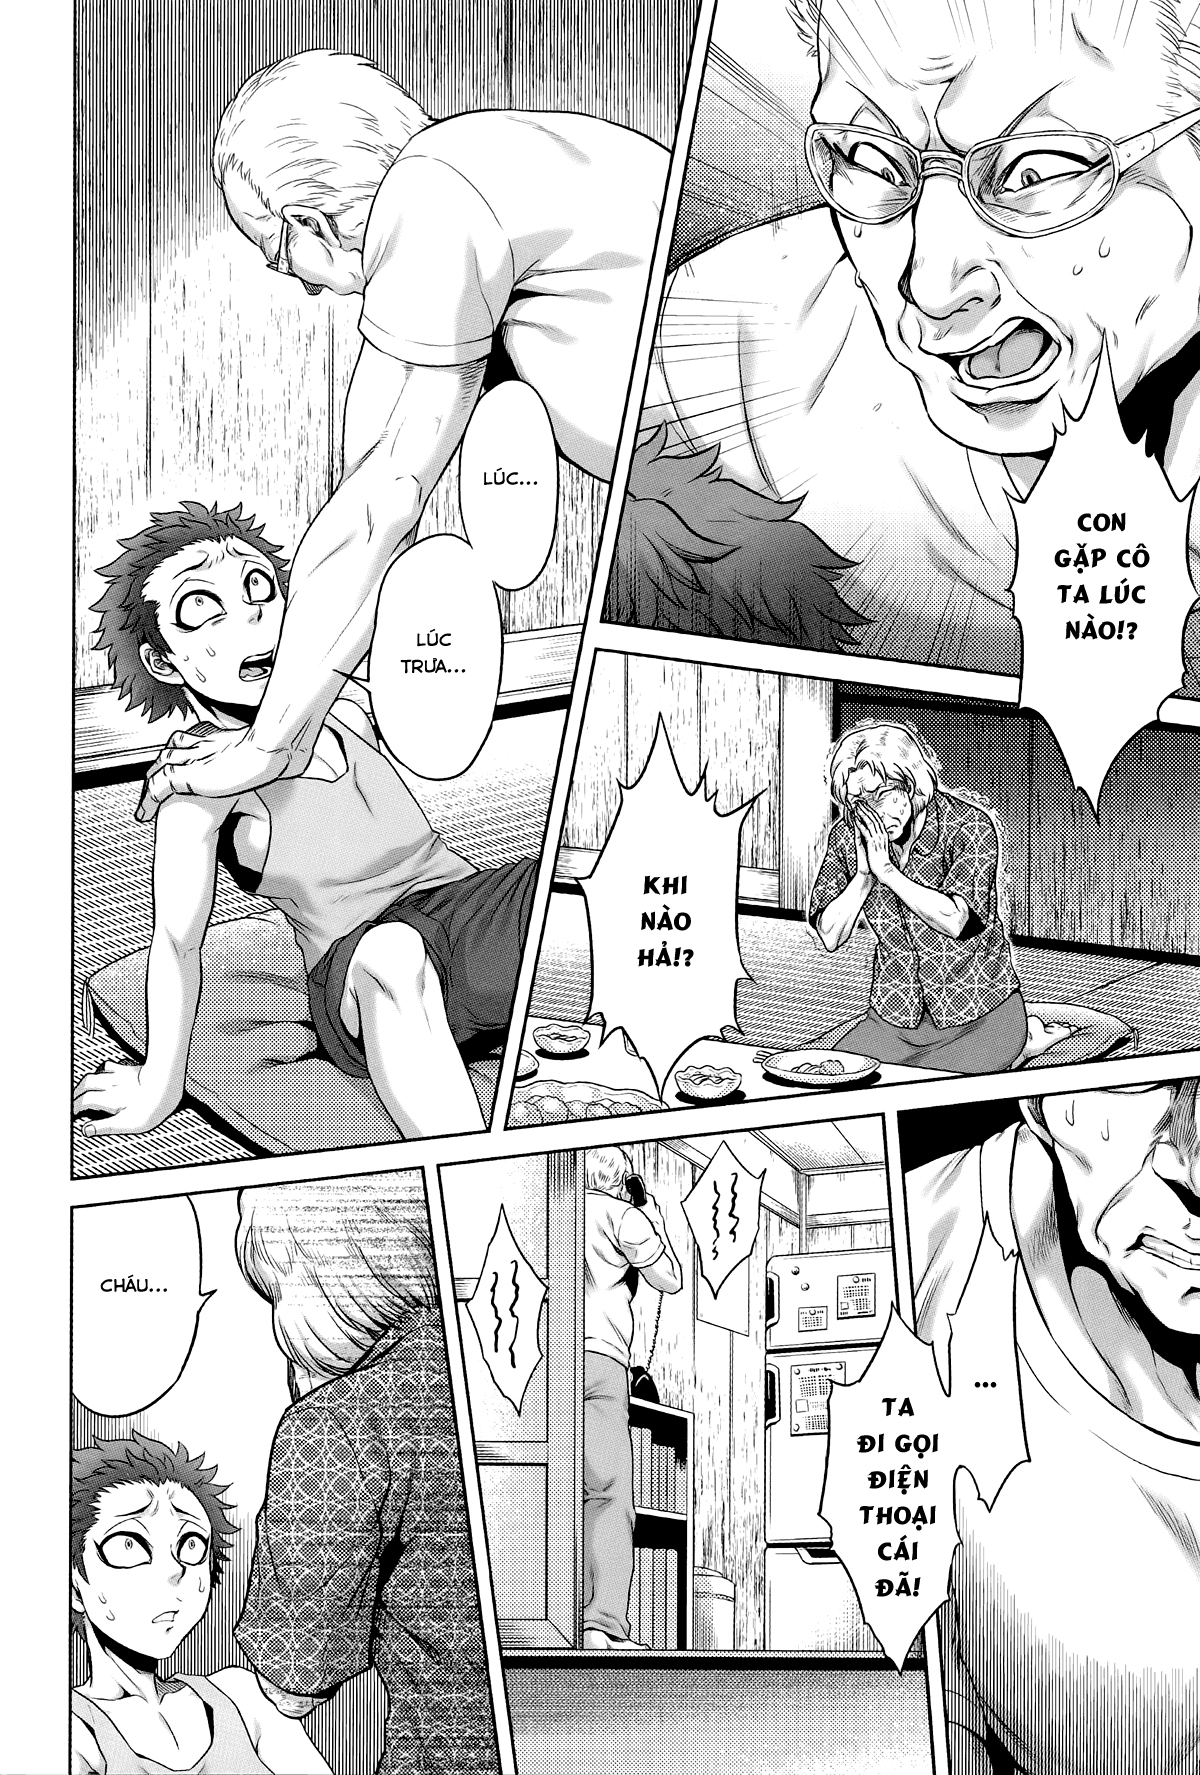 CON
GẶP CÔ
TA LÚC
NÀO!?
KHI
NÀO
HẢ!?
LÚC...
LÚC
TRƯA...
...
TA
ĐI GỌI
ĐIỆN
THOẠI
CÁI
ĐÃ!
CHÁU...